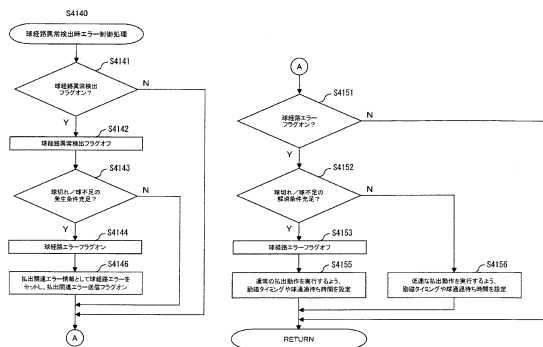 S4140
球経路異常検出時エラー制御処理
S4141
球経路異常検出
フラグオン？
N
Y
S4142
球経路異常検出フラグオフ
S4143
球切れ／球不足の
発生条件充足？
N
Y
S4144
球経路エラーフラグオン
S4146
払出関連エラー情報として球経路エラーを
セットし、払出関連エラー送信フラグオン
A
A
S4151
球経路エラー
フラグオン？
N
Y
S4152
球切れ／球不足の
解消条件充足？
N
Y
S4153
球経路エラーフラグオフ
S4155
通常の払出動作を実行するよう、
励磁タイミングや球通過待ち時間を設定
S4156
低速な払出動作を実行するよう、
励磁タイミングや球通過待ち時間を設定
RETURN